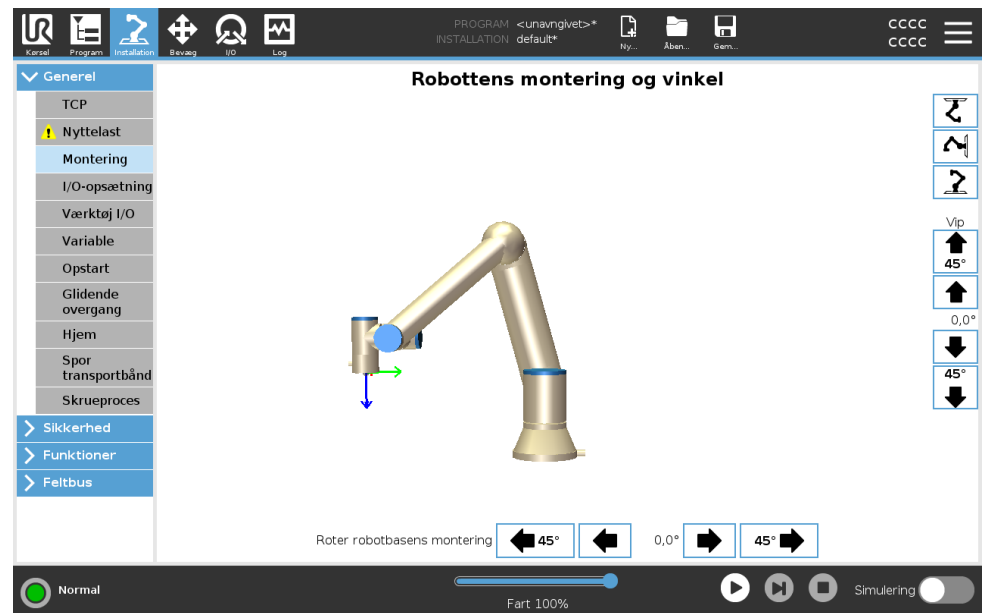 PROGRAM <unavngivet>*
INSTALLATION default*
Kørsel Program Installation Bevæg I/O Log Ny... Åben... Gem...
CCCC
CCCC
Generel
TCP
Nyttelast
Montering
I/O-opsætning
Værktøj I/O
Variable
Opstart
Glidende
overgang
Hjem
Spor
transportbånd
Skrueproces
Sikkerhed
Funktioner
Feltbus
Robottens montering og vinkel
Vip
45°
0,0°
45°
Roter robotbasens montering 45° 0,0° 45°
Normal
Fart 100%
Simulering